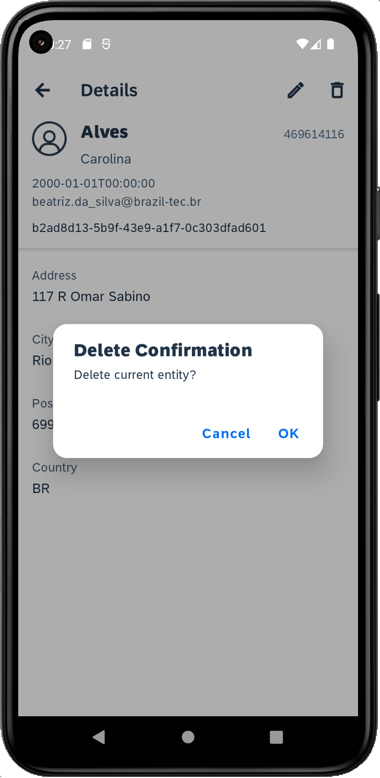 :27
Details
Alves
469614116
Carolina
2000-01-01T00:00:00
beatriz.da_silva@brazil-tec.br
b2ad8d13-5b9f-43e9-a1f7-0c303dfad601
Address
117 R Omar Sabino
City
Rio
Delete Confirmation
Delete current entity?
Cancel
OK
Pos
699
Country
BR